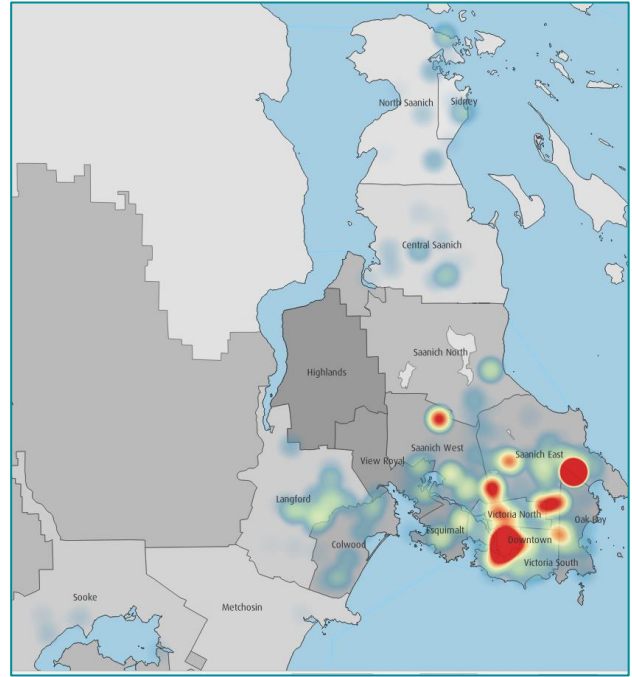 North Saanich
Sidney
Central Saanich
Saanich North
Highlands
Saanich West
Saanich East
View Royal
Langford
Victoria North
Oak Bay
Esquimalt
Downtown
Colwood
Victoria South
Sooke
Metchosin